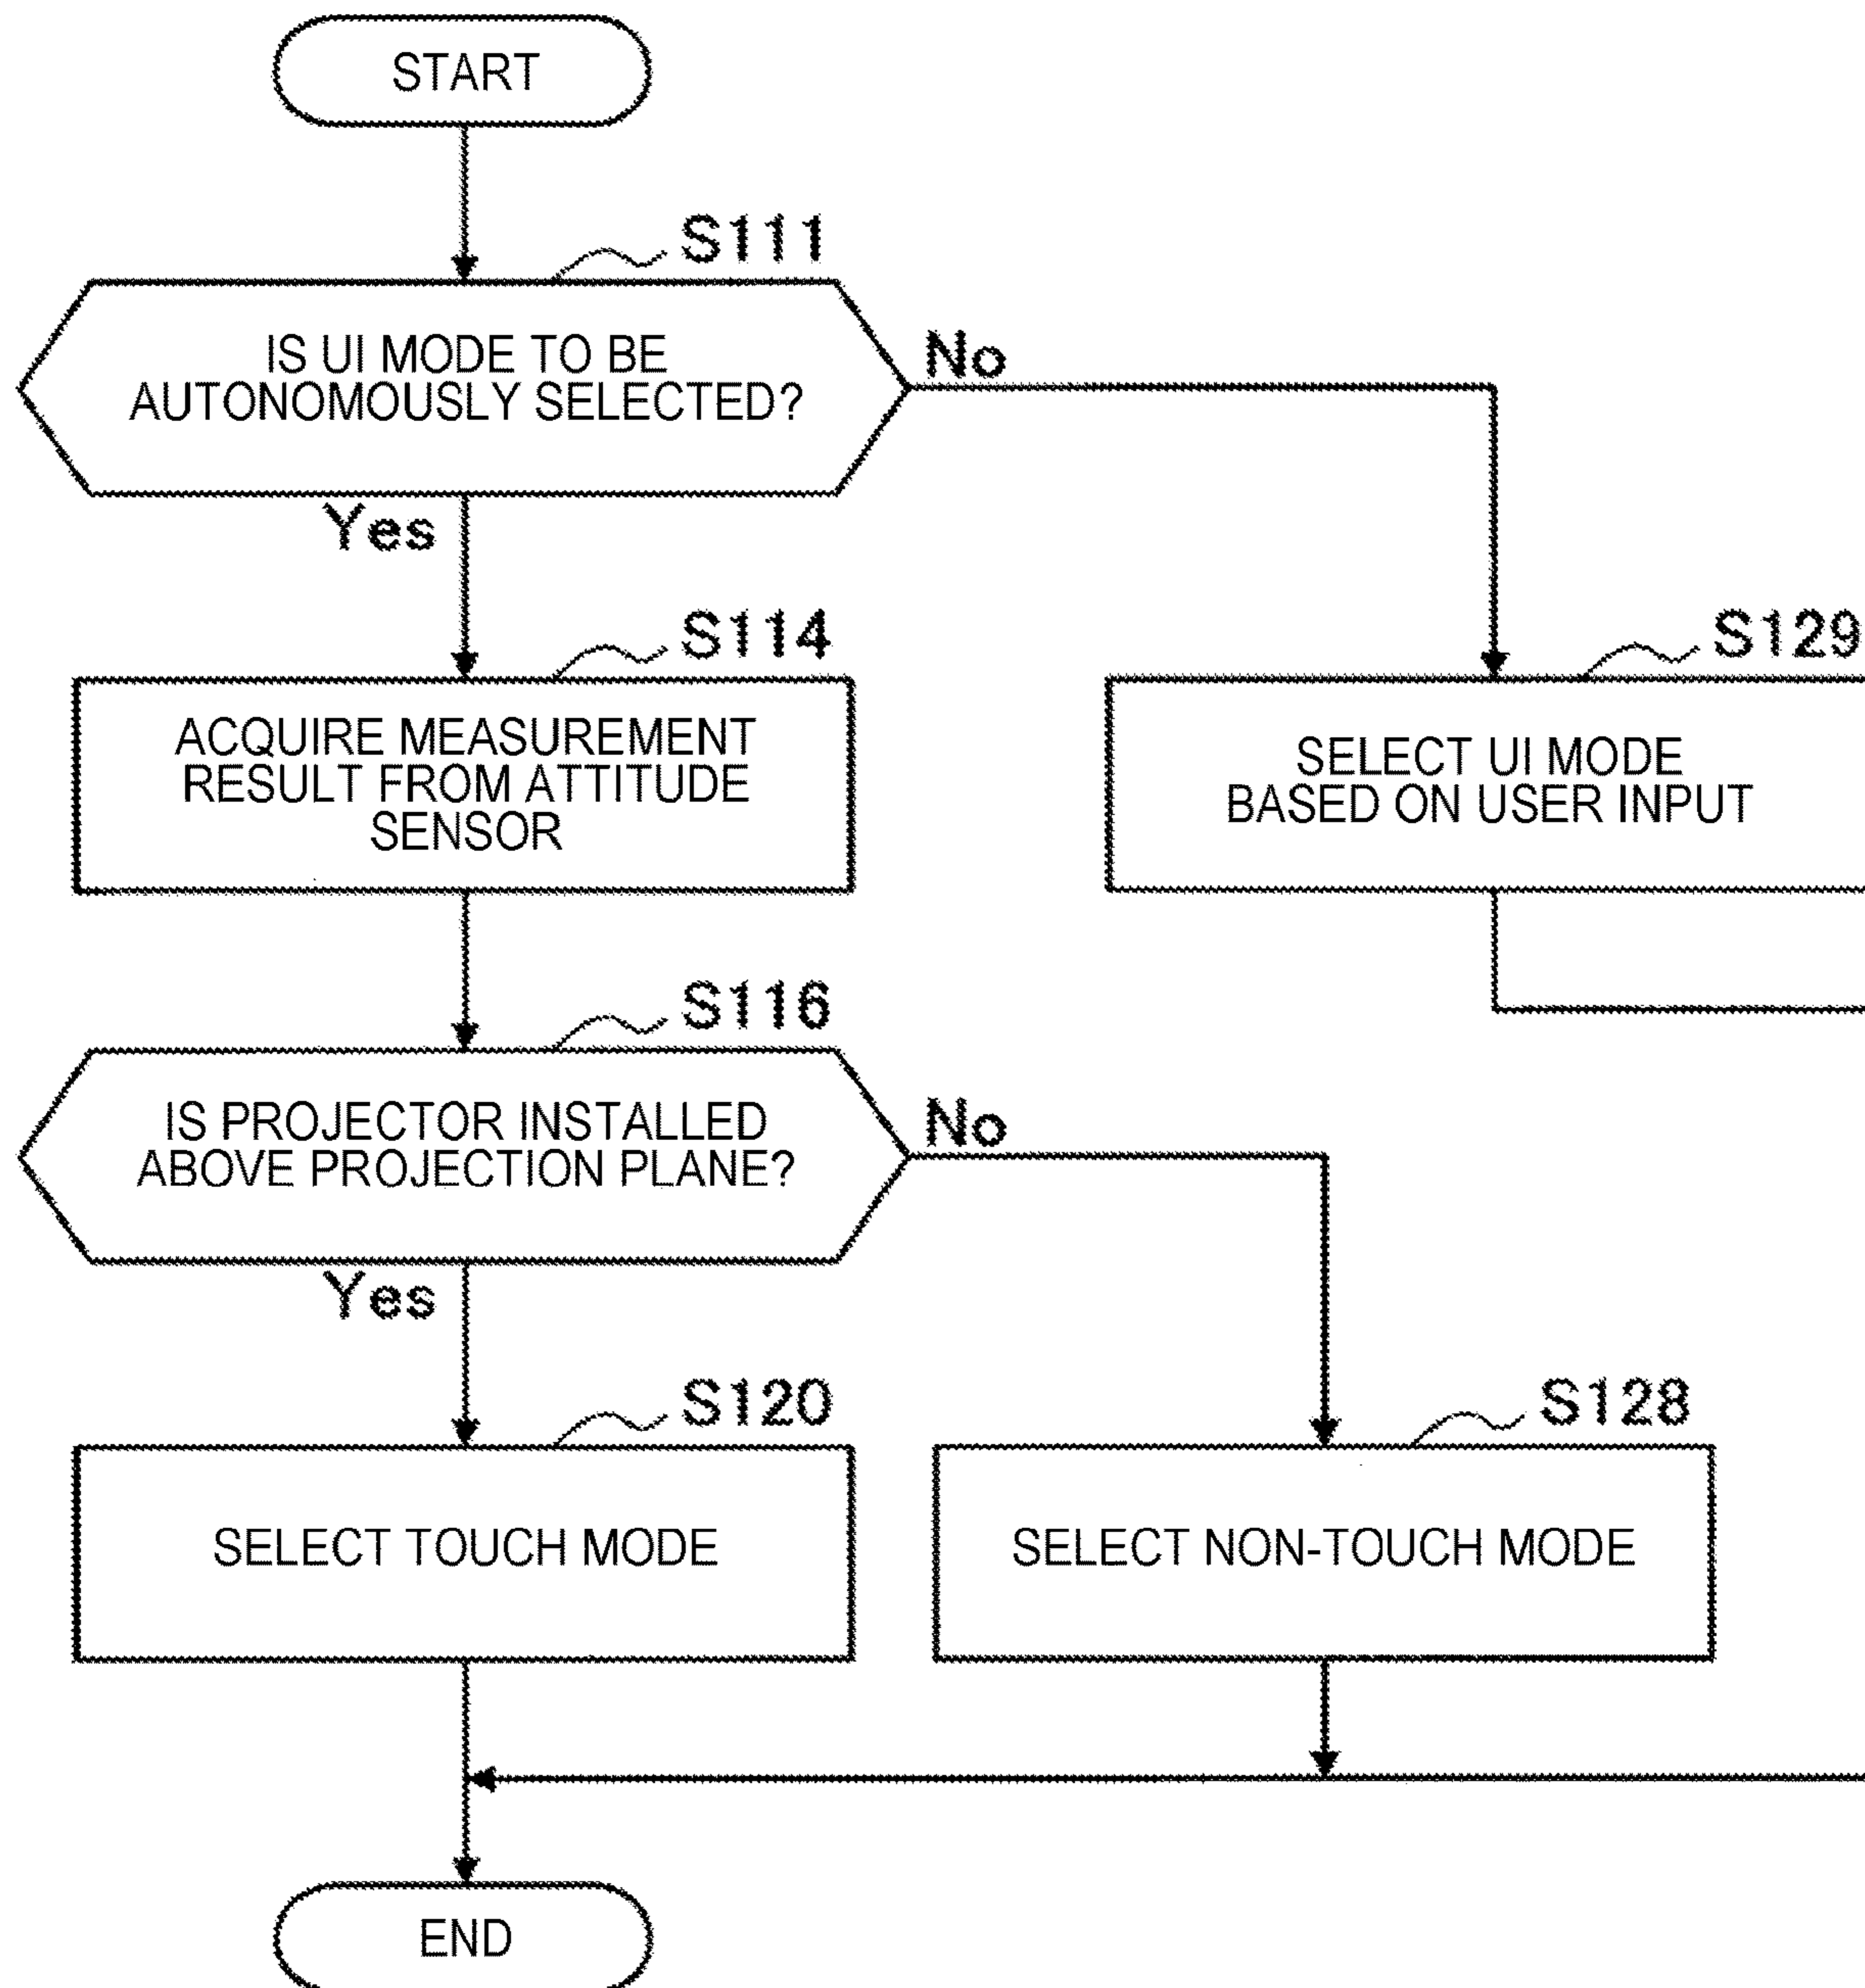 START
S111
IS UI MODE TO BE
AUTONOMOUSLY SELECTED?
No
Yes
S114
ACQUIRE MEASUREMENT
RESULT FROM ATTITUDE
SENSOR
S129
SELECT UI MODE
BASED ON USER INPUT
S116
IS PROJECTOR INSTALLED
ABOVE PROJECTION PLANE?
No
Yes
S120
SELECT TOUCH MODE
S128
SELECT NON-TOUCH MODE
END